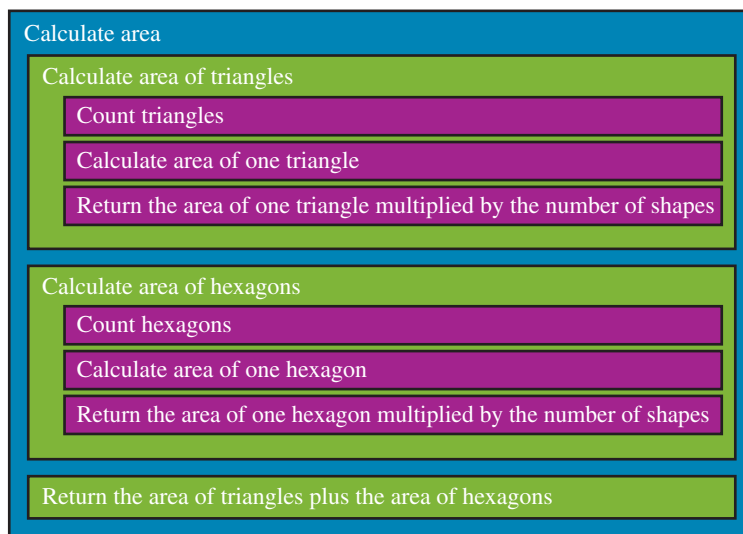 Calculate area
Calculate area of triangles
Count triangles
Calculate area of one triangle
Return the area of one triangle multiplied by the number of shapes
Calculate area of hexagons
Count hexagons
Calculate area of one hexagon
Return the area of one hexagon multiplied by the number of shapes
Return the area of triangles plus the area of hexagons